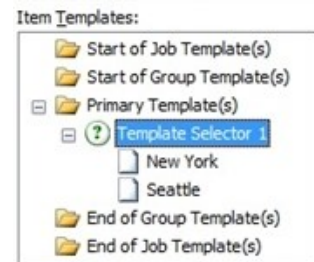 Item Templates:
Start of Job Template(s)
Start of Group Template(s)
Primary Template(s)
Template Selector 1
New York
Seattle
End of Group Template(s)
End of Job Template(s)